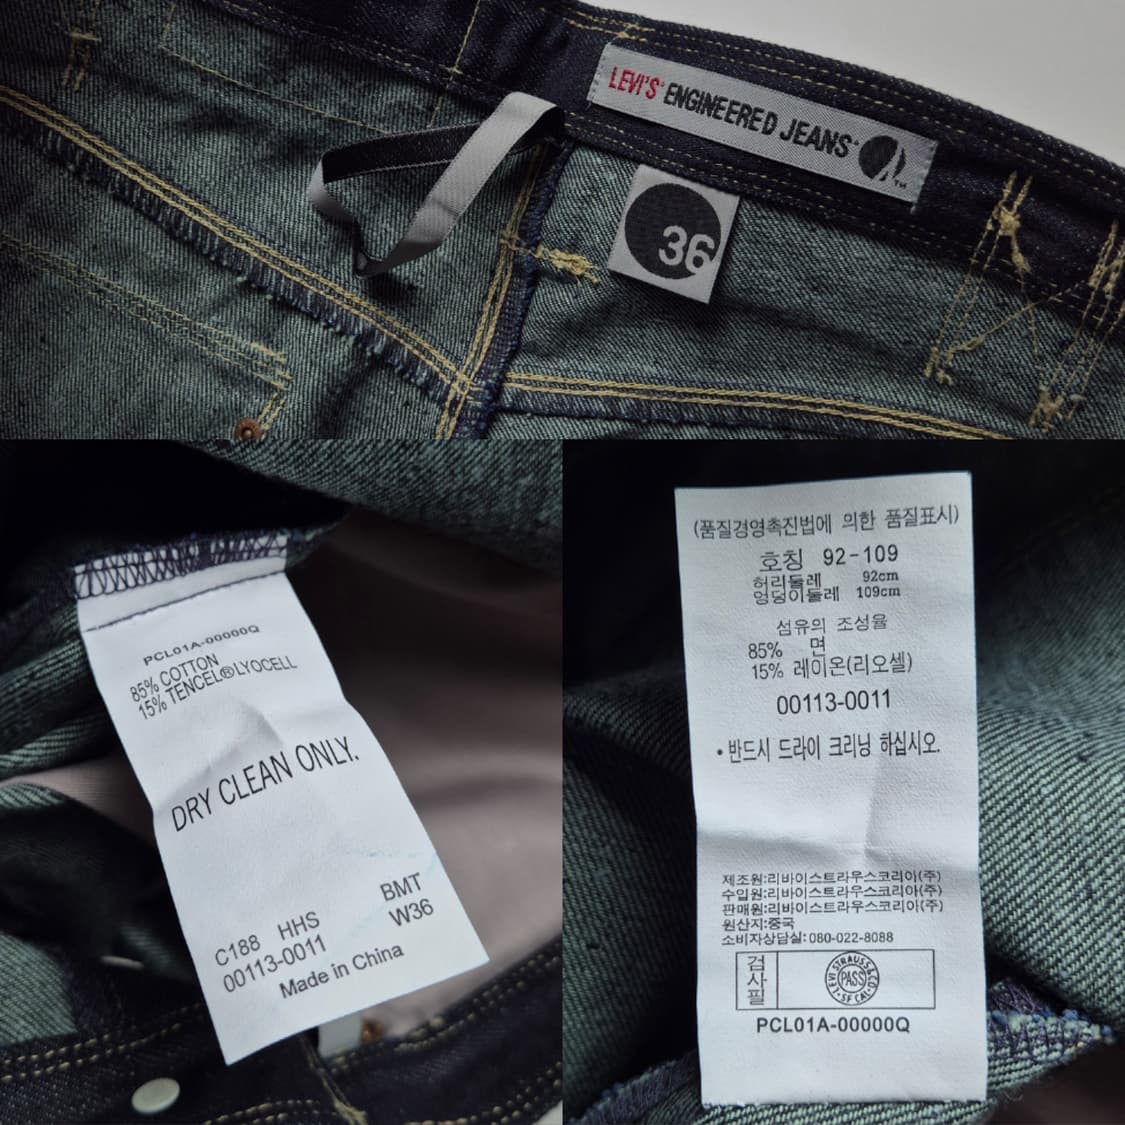 LEVI'S® ENGINEERED JEANS® ™
36
PCL01A-00000Q
85% COTTON
15% TENCEL®LYOCELL
DRY CLEAN ONLY.
BMT
C188 HHS W36
00113-0011
Made in China
(품질경영촉진법에 의한 품질표시)
호칭 92-109
허리둘레 92cm
엉덩이둘레 109cm
섬유의 조성율
85% 면
15% 레이온(리오셀)
00113-0011
• 반드시 드라이 크리닝 하십시오.
제조원:리바이스트라우스코리아(주)
수입원:리바이스트라우스코리아(주)
판매원:리바이스트라우스코리아(주)
원산지:중국
소비자상담실: 080-022-8088
검사필
LEVI STRAUSS & CO.
PASS
SF CAL
PCL01A-00000Q